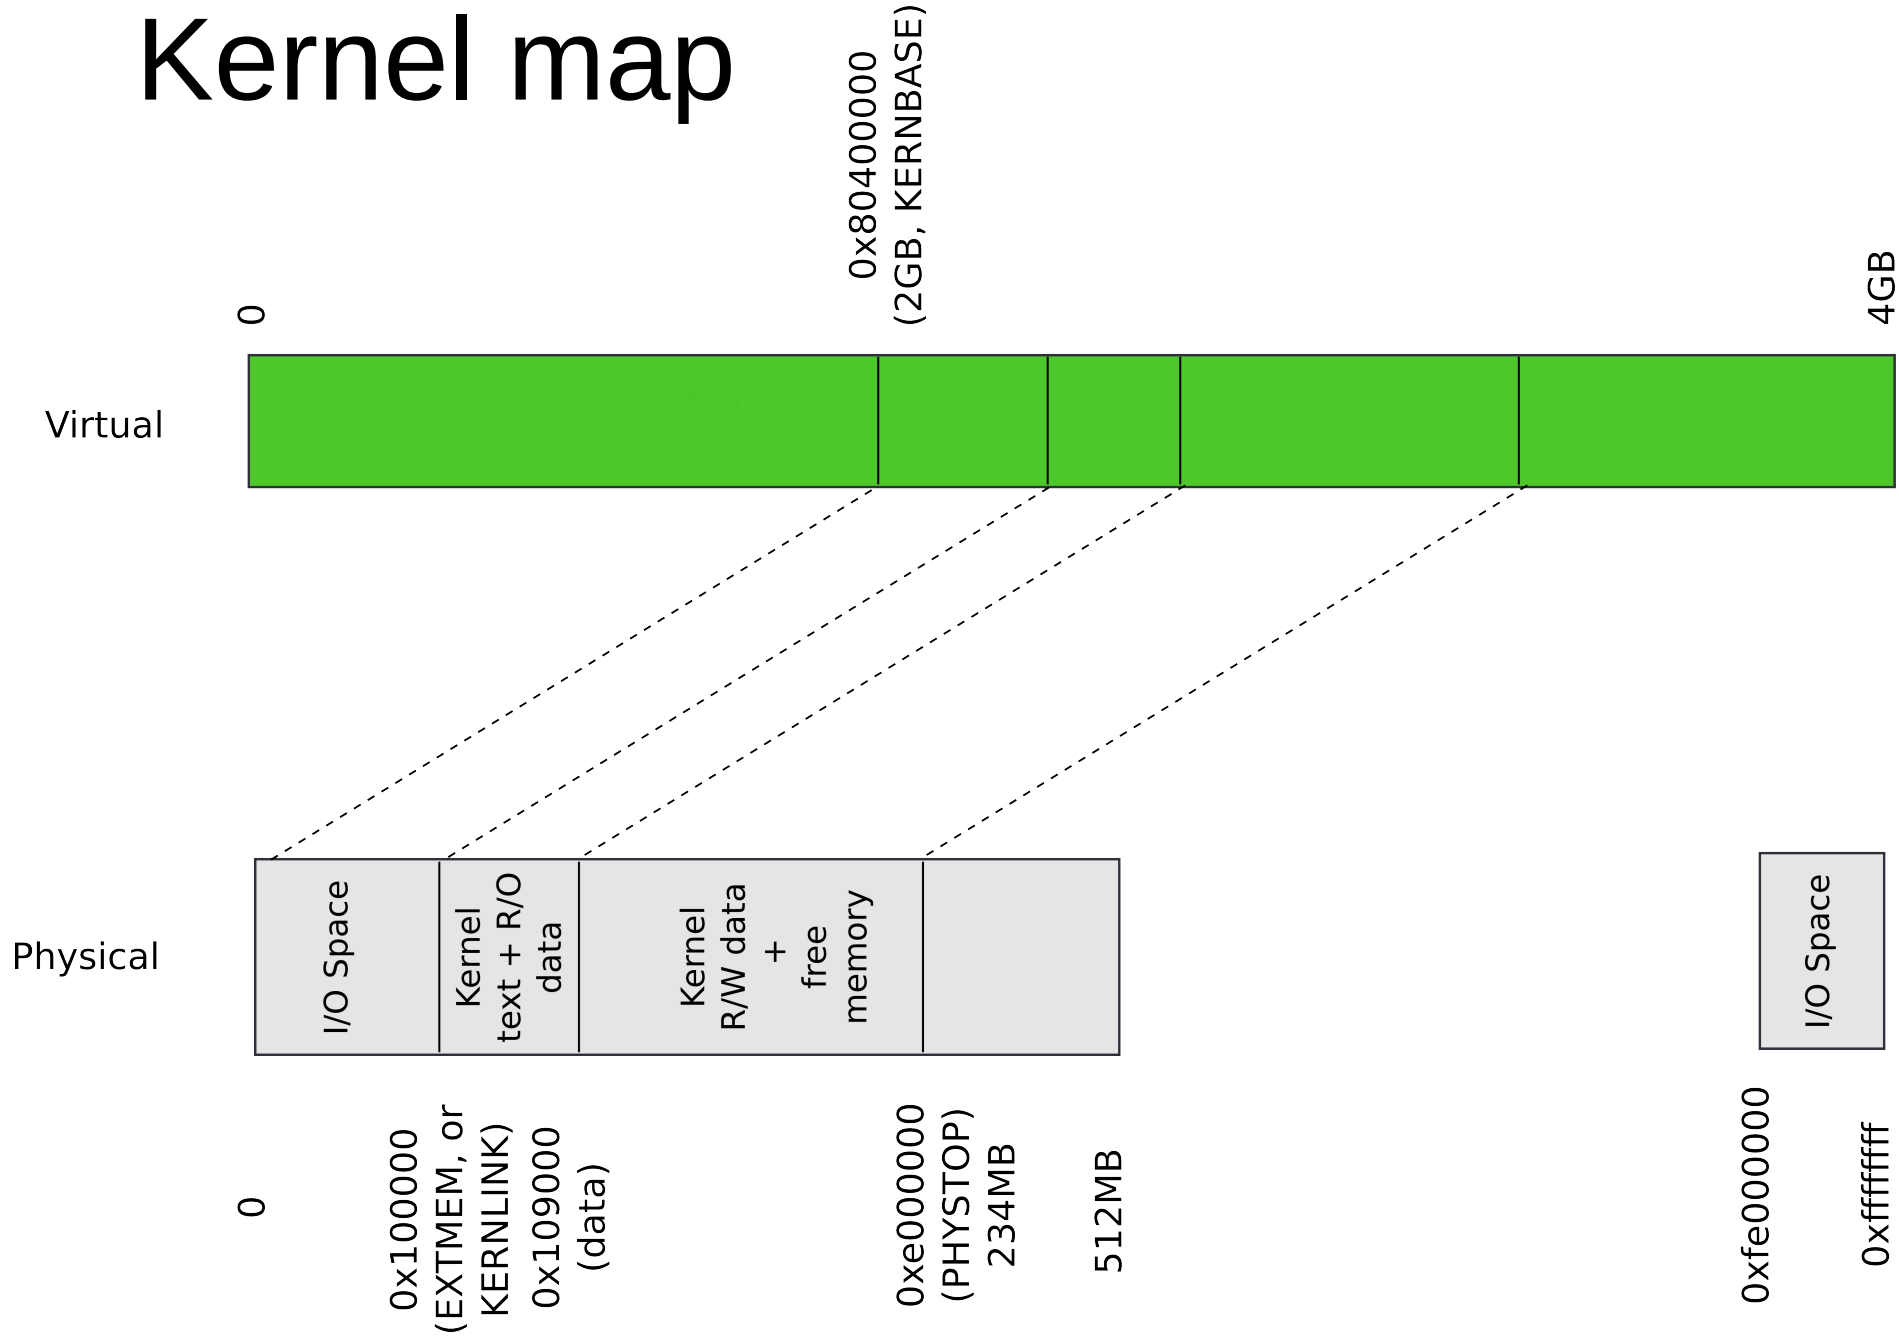 Kernel map
0
0x80400000
(2GB, KERNBASE)
4GB
Virtual
Physical
I/O Space
Kernel
text + R/O
data
Kernel
R/W data
+
free
memory
I/O Space
0
0x100000
(EXTMEM, or
KERNLINK)
0x109000
(data)
0xe000000
(PHYSTOP)
234MB
512MB
0xfe000000
0xffffffff